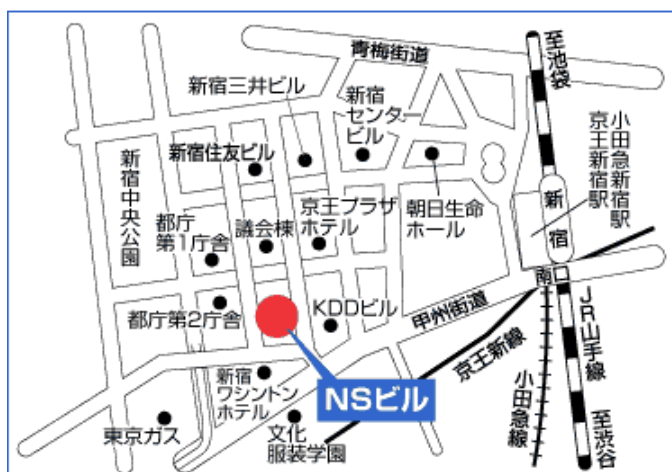 青梅街道
至池袋
新宿三井ビル
新宿
センター
ビル
新宿住友ビル
小田急新宿駅
京王新宿駅
新宿中央公園
都庁
第1庁舎
議会棟
京王プラザ
ホテル
朝日生命
ホール
新宿
南口
都庁第2庁舎
KDDビル
甲州街道
京王新線
JR山手線
小田急線
新宿
ワシントン
ホテル
NSビル
東京ガス
文化
服装学園
至渋谷